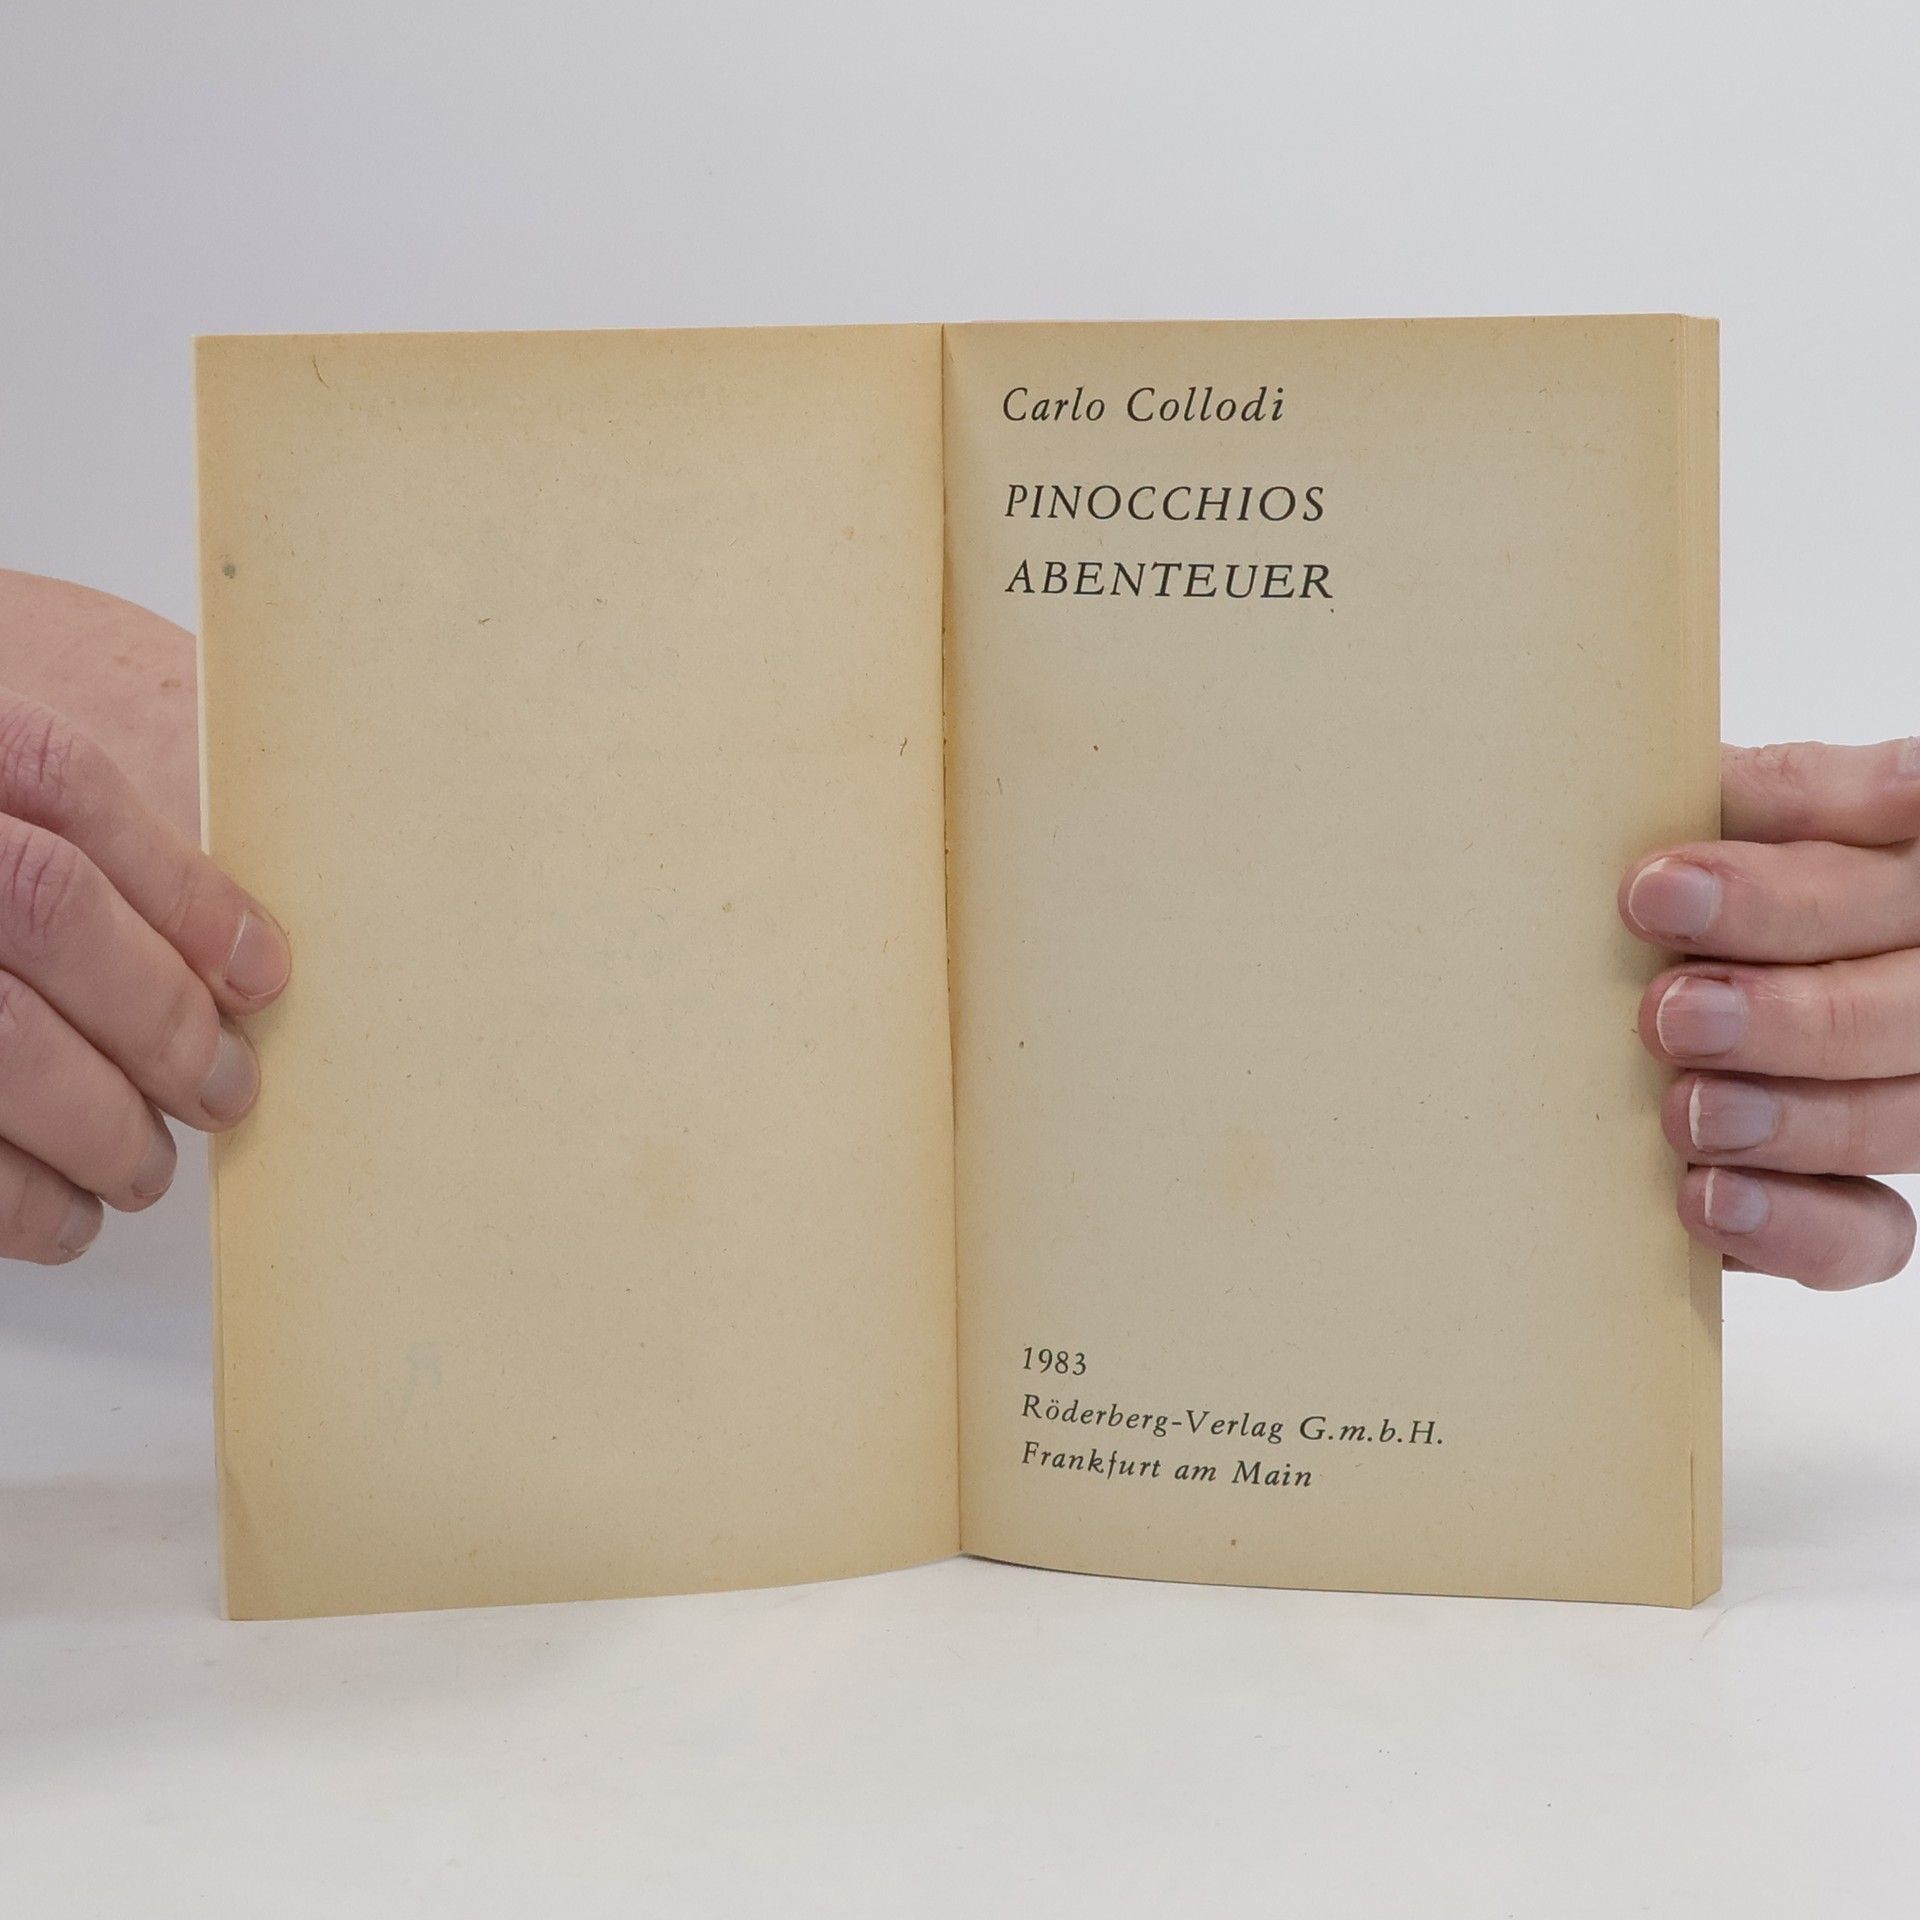 Carlo Collodi
PINOCCHIOS
ABENTEUER
1983
Röderberg-Verlag G.m.b.H.
Frankfurt am Main